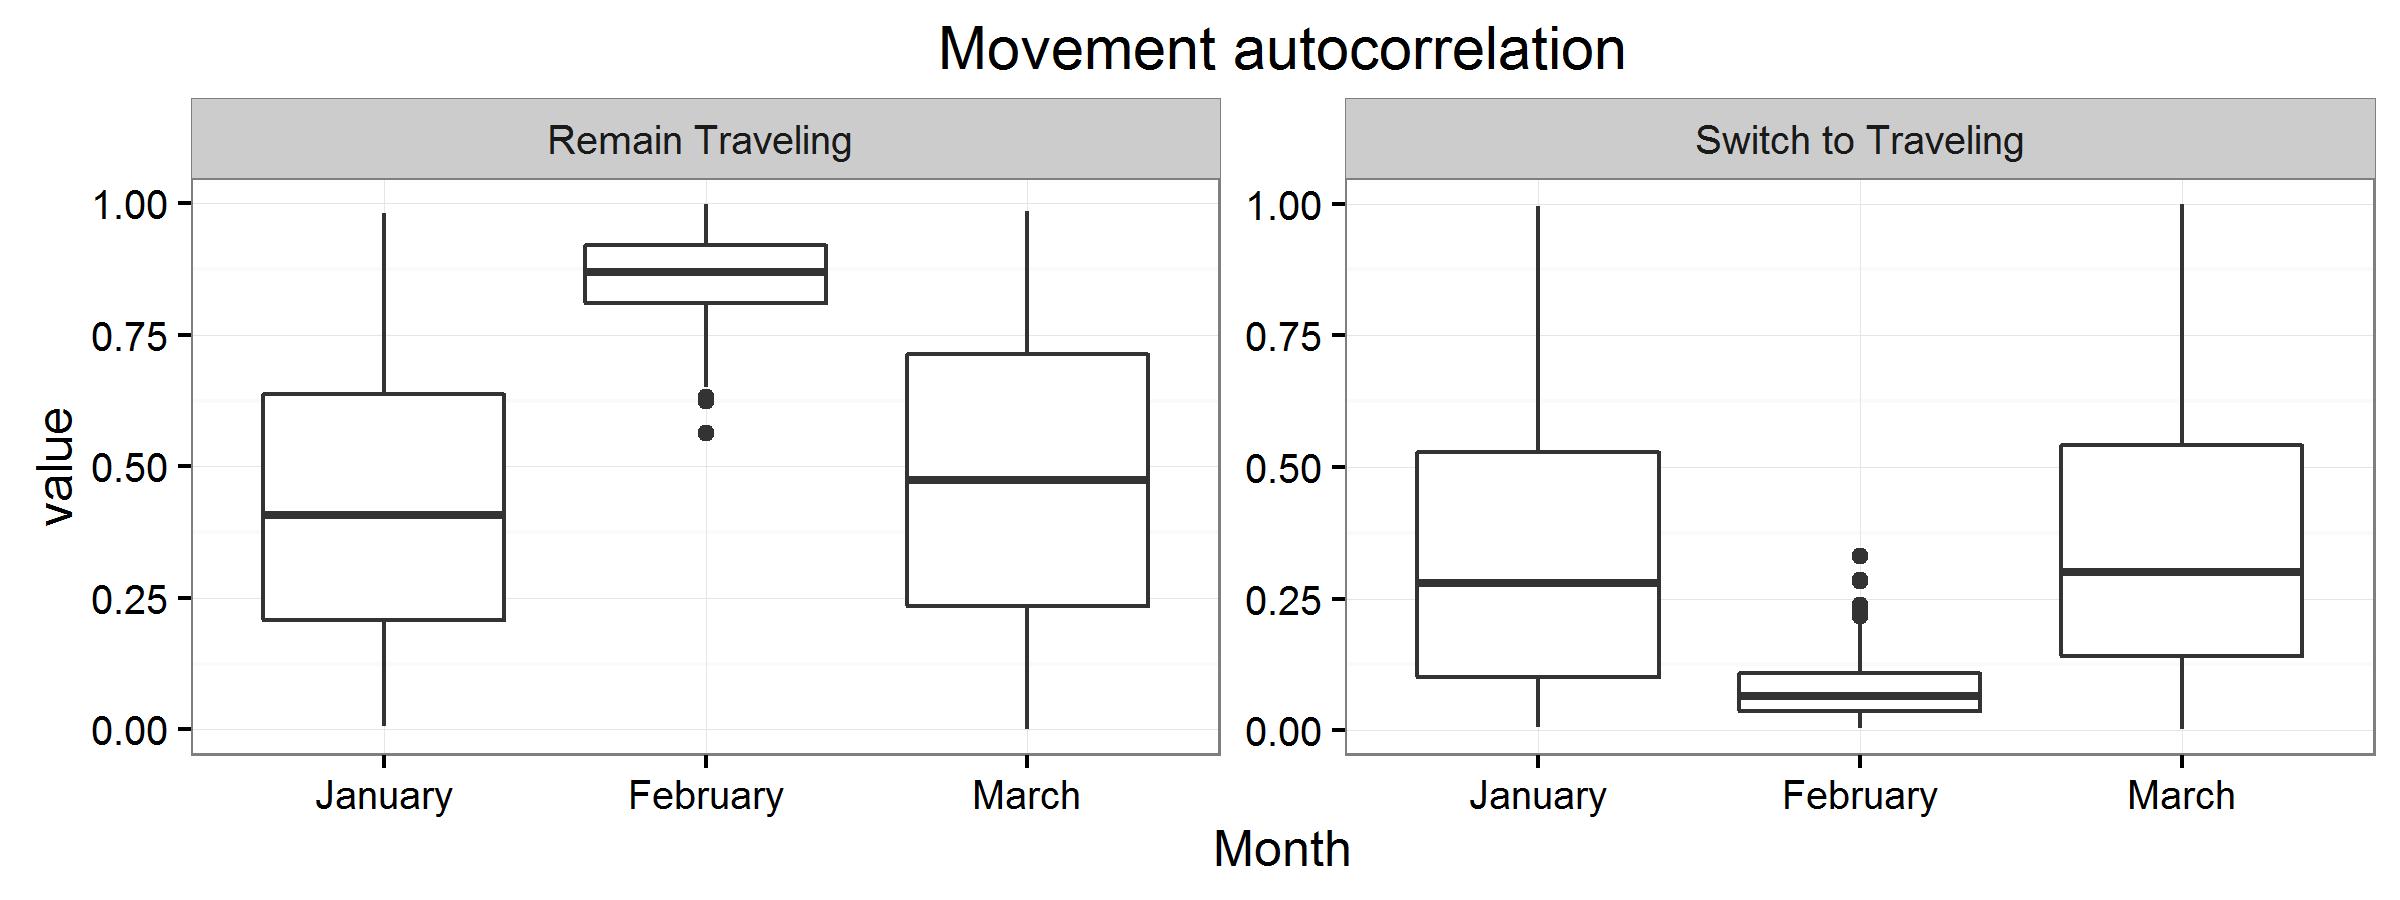 Movement autocorrelation
Remain Traveling
Switch to Traveling
value
1.00
0.75
0.50
0.25
0.00
January February March
1.00
0.75
0.50
0.25
0.00
January February March
Month